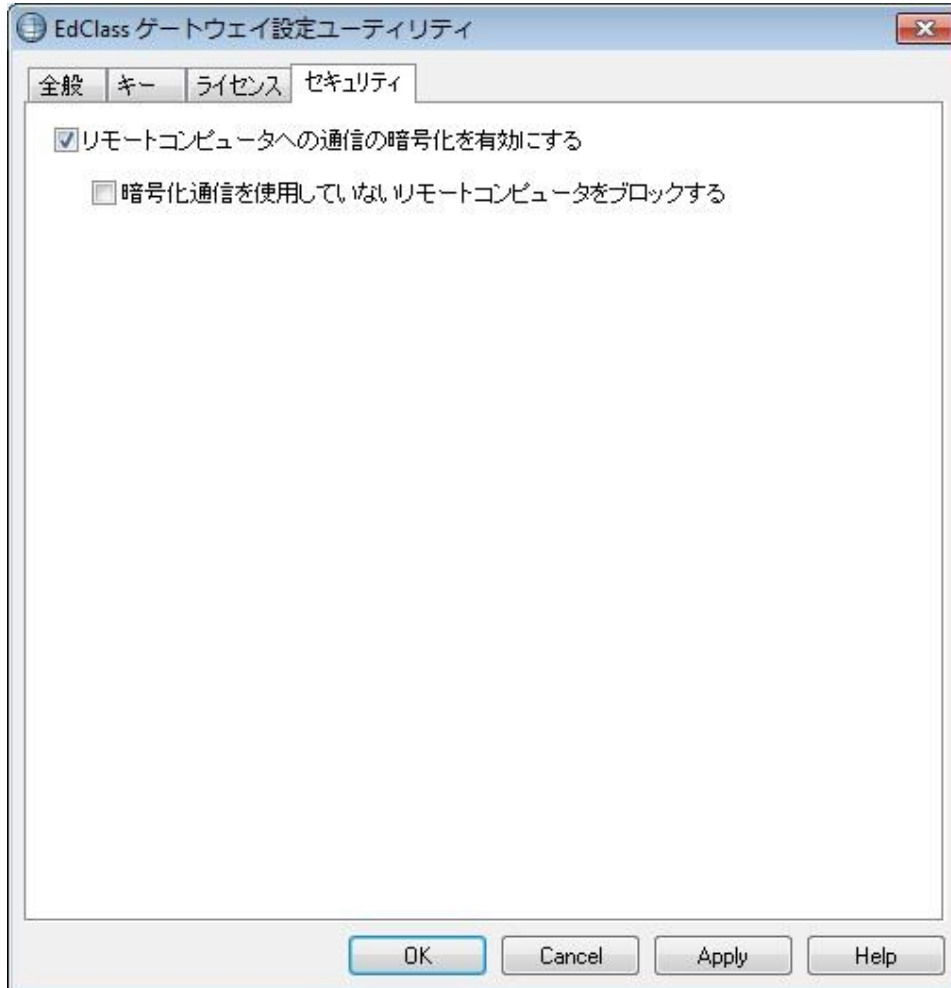 EdClass ゲートウェイ設定ユーティリティ
全般 キー ライセンス セキュリティ
リモートコンピュータへの通信の暗号化を有効にする
暗号化通信を使用していないリモートコンピュータをブロックする
OK Cancel Apply Help